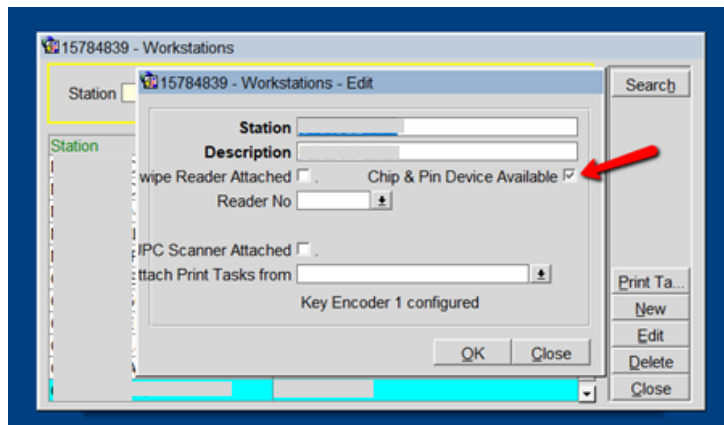 15784839 - Workstations
15784839 - Workstations - Edit
Station
Search
Station
Station
Description
wipe Reader Attached . Chip & Pin Device Available
Reader No
JPC Scanner Attached .
ttach Print Tasks from
Key Encoder 1 configured
OK Close
Print Ta...
New
Edit
Delete
Close